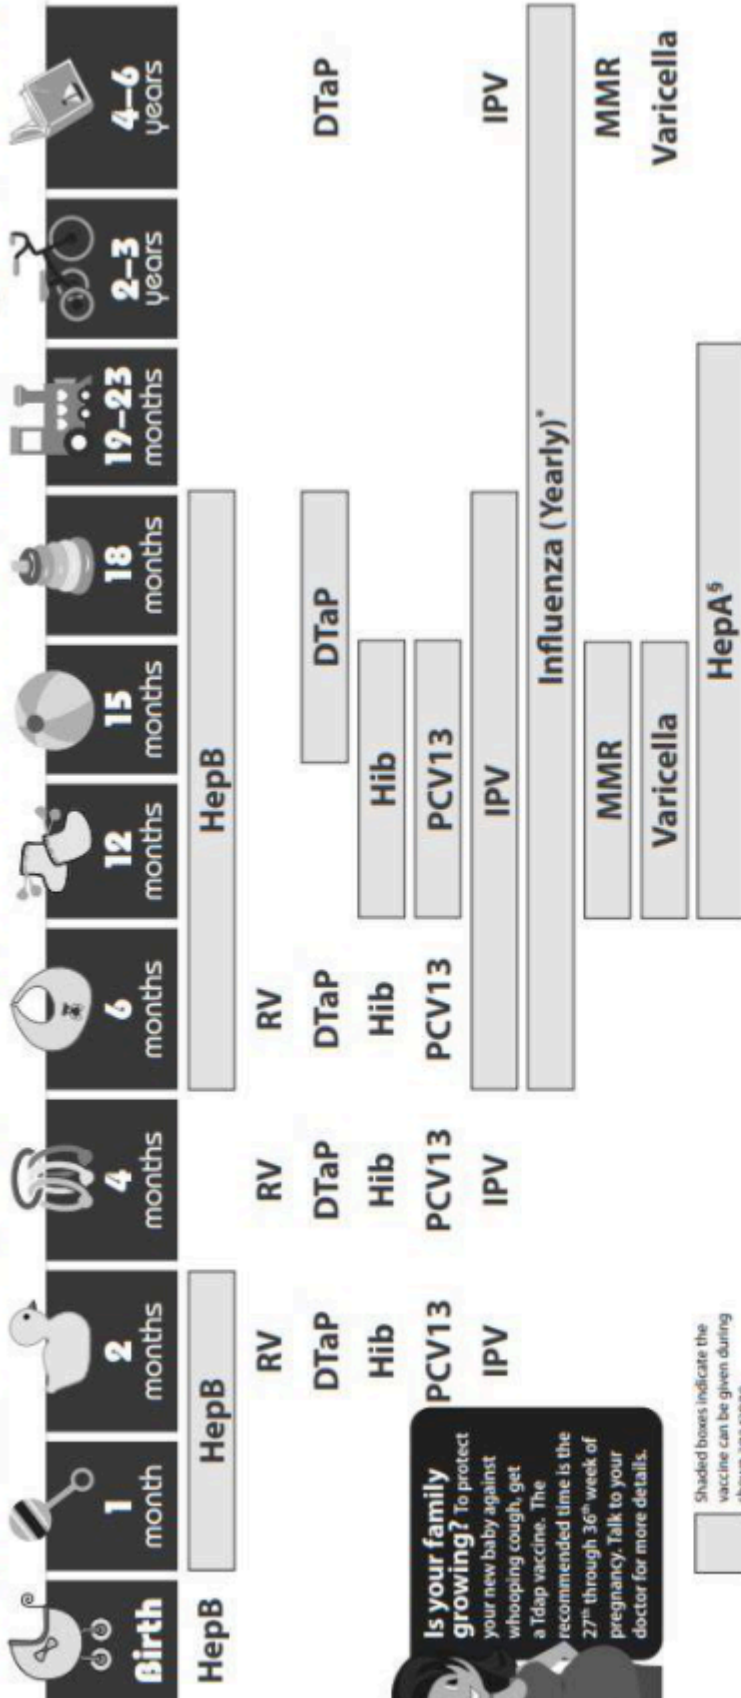 Birth
1
month
2
months
4
months
6
months
12
months
15
months
18
months
19–23
months
2–3
years
4–6
years
HepB
HepB
HepB
RV
RV
RV
DTaP
DTaP
DTaP
DTaP
DTaP
Hib
Hib
Hib
Hib
PCV13
PCV13
PCV13
PCV13
IPV
IPV
IPV
IPV
Influenza (Yearly)*
MMR
MMR
Varicella
Varicella
HepA§
Is your family
growing? To protect
your new baby against
whooping cough, get
a Tdap vaccine. The
recommended time is the
27th through 36th week of
pregnancy. Talk to your
doctor for more details.
Shaded boxes indicate the
vaccine can be given during